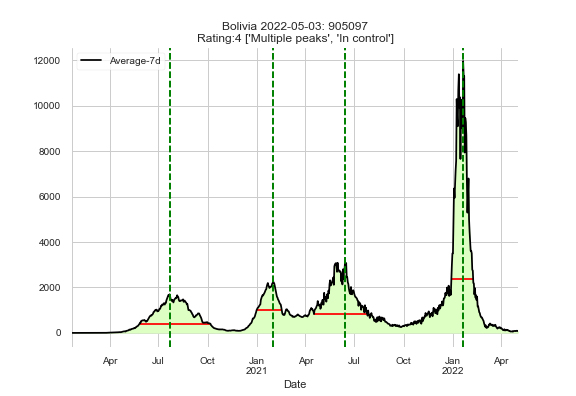 Bolivia 2022-05-03: 905097
Rating:4 ['Multiple peaks', 'In control']
Average-7d
12000
10000
8000
6000
4000
2000
0
Apr Jul Oct Jan Apr Jul Oct Jan Apr
2021 2022
Date